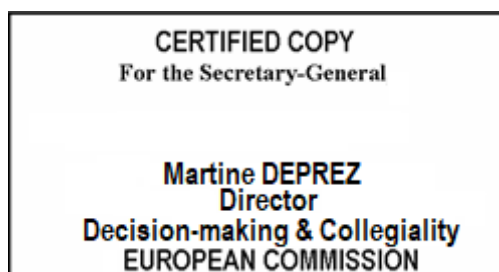 CERTIFIED COPY
For the Secretary-General
Martine DEPREZ
Director
Decision-making & Collegiality
EUROPEAN COMMISSION